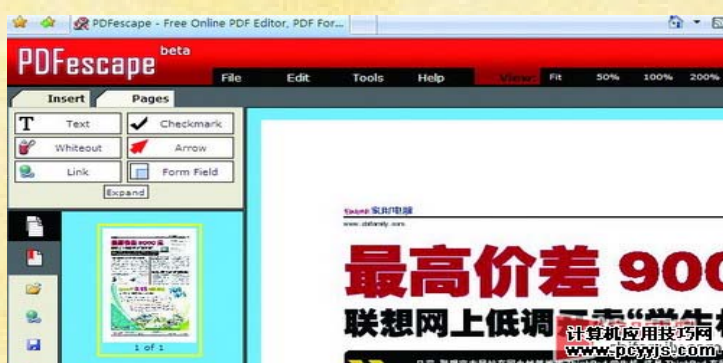 PDFescape - Free Online PDF Editor, PDF For...
PDFescape beta
File Edit Tools Help View: Fit 50% 100% 200%
Insert Pages
Text Checkmark
Whiteout Arrow
Link Form Field
Expand
1 of 1
最高价差 900
联想网上低调
计算机应用技巧网
www.pcyyjs.com